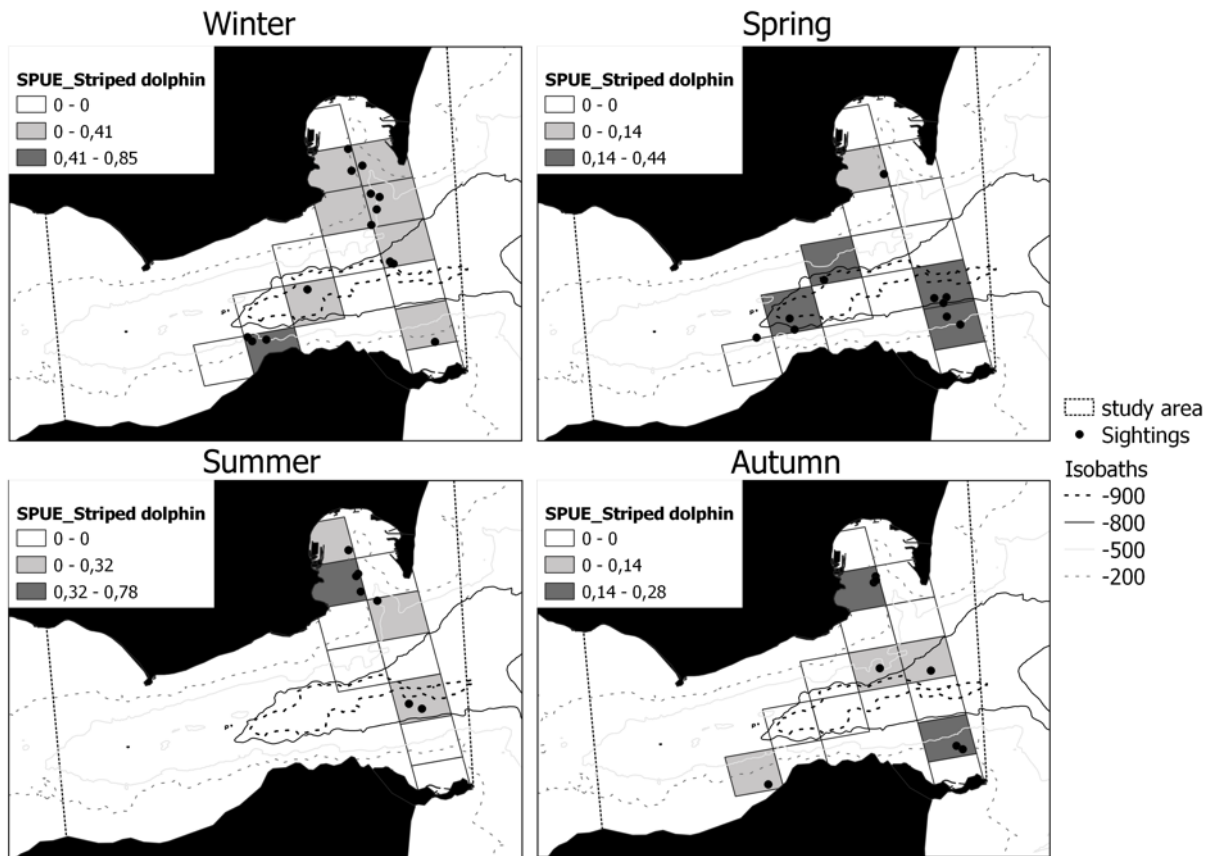 Winter
SPUE_Striped dolphin
0 - 0
0 - 0,41
0,41 - 0,85
Spring
SPUE_Striped dolphin
0 - 0
0 - 0,14
0,14 - 0,44
Summer
SPUE_Striped dolphin
0 - 0
0 - 0,32
0,32 - 0,78
Autumn
SPUE_Striped dolphin
0 - 0
0 - 0,14
0,14 - 0,28
study area
Sightings
Isobaths
-900
-800
-500
-200